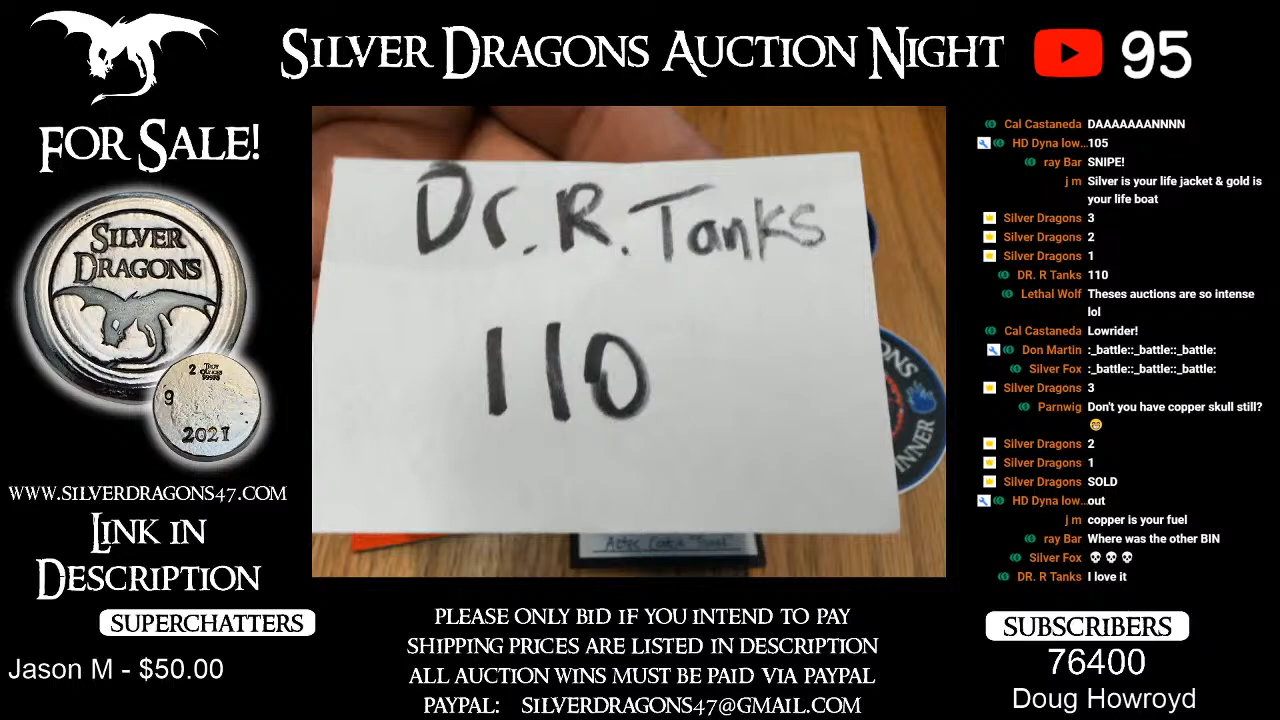 SILVER DRAGONS AUCTION NIGHT
95
FOR SALE!
SILVER
DRAGONS
2 TROY
OUNCES
9
2021
WWW.SILVERDRAGONS47.COM
LINK IN
DESCRIPTION
SUPERCHATTERS
Jason M - $50.00
Dr. R. Tanks
110
ONS
INNER
PLEASE ONLY BID IF YOU INTEND TO PAY
SHIPPING PRICES ARE LISTED IN DESCRIPTION
ALL AUCTION WINS MUST BE PAID VIA PAYPAL
PAYPAL: SILVERDRAGONS47@GMAIL.COM
Cal Castaneda DAAAAAAANNNN
HD Dyna low... 105
ray Bar SNIPE!
j m Silver is your life jacket & gold is
your life boat
Silver Dragons 3
Silver Dragons 2
Silver Dragons 1
DR. R Tanks 110
Lethal Wolf Theses auctions are so intense
lol
Cal Castaneda Lowrider!
Don Martin :_battle::_battle::_battle:
Silver Fox :_battle::_battle::_battle:
Silver Dragons 3
Parnwig Don't you have copper skull still?
Silver Dragons 2
Silver Dragons 1
Silver Dragons SOLD
HD Dyna low... out
j m copper is your fuel
ray Bar Where was the other BIN
Silver Fox 💀💀💀
DR. R Tanks I love it
SUBSCRIBERS
76400
Doug Howroyd